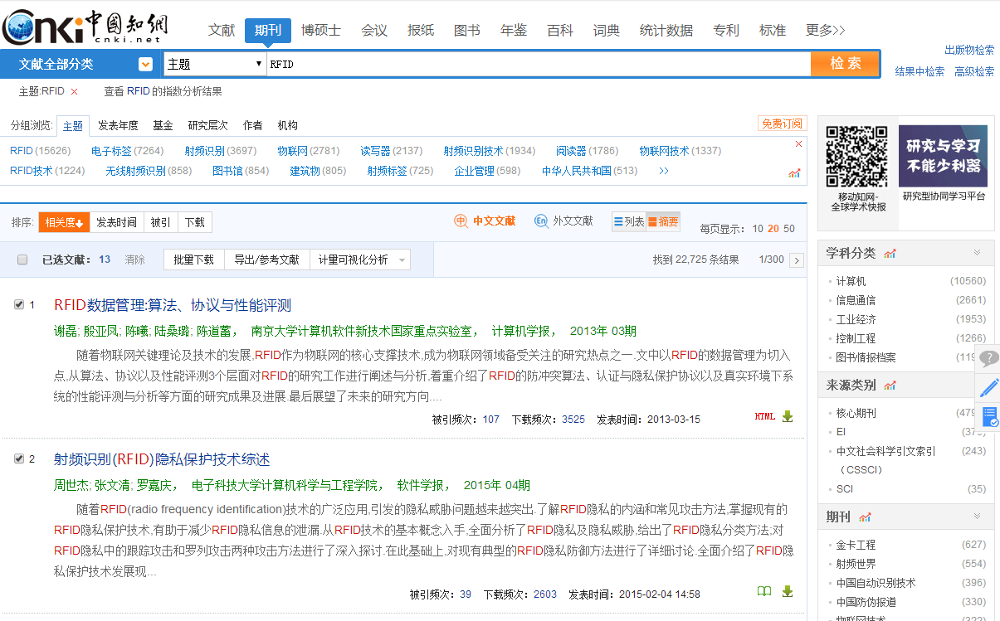 Cnki 中國知網
cnki.net
文献 期刊 博硕士 会议 报纸 图书 年鉴 百科 词典 统计数据 专利 标准 更多>>
文献全部分类 主题 RFID 检索
出版物检索
结果中检索 高级检索
主题:RFID × 查看 RFID 的指数分析结果
分组浏览: 主题 发表年度 基金 研究层次 作者 机构 免费订阅
RFID(15626) 电子标签(7264) 射频识别(3697) 物联网(2781) 读写器(2137) 射频识别技术(1934) 阅读器(1786) 物联网技术(1337)
RFID技术(1224) 无线射频识别(858) 图书馆(854) 建筑物(805) 射频标签(725) 企业管理(598) 中华人民共和国(513) >>
排序: 相关度 发表时间 被引 下载 中 中文文献 En 外文文献 列表 摘要 每页显示: 10 20 50
已选文献: 13 清除 批量下载 导出/参考文献 计量可视化分析 找到 22,725 条结果 1/300
1 RFID数据管理:算法、协议与性能评测
谢磊; 殷亚凤; 陈曦; 陆桑璐; 陈道蓄, 南京大学计算机软件新技术国家重点实验室, 计算机学报, 2013年 03期
随着物联网关键理论及技术的发展,RFID作为物联网的核心支撑技术,成为物联网领域备受关注的研究热点之一.文中以RFID的数据管理为切入
点,从算法、协议以及性能评测3个层面对RFID的研究工作进行阐述与分析,着重介绍了RFID的防冲突算法、认证与隐私保护协议以及真实环境下系
统的性能评测与分析等方面的研究成果及进展.最后展望了未来的研究方向....
被引频次: 107 下载频次: 3525 发表时间: 2013-03-15 HTML
2 射频识别(RFID)隐私保护技术综述
周世杰; 张文清; 罗嘉庆, 电子科技大学计算机科学与工程学院, 软件学报, 2015年 04期
随着RFID(radio frequency identification)技术的广泛应用,引发的隐私威胁问题越来越突出.了解RFID隐私的内涵和常见攻击方法,掌握现有的
RFID隐私保护技术,有助于减少RFID隐私信息的泄漏.从RFID技术的基本概念入手,全面分析了RFID隐私及隐私威胁,给出了RFID隐私分类方法;对
RFID隐私中的跟踪攻击和罗列攻击两种攻击方法进行了深入探讨.在此基础上,对现有典型的RFID隐私防御方法进行了详细讨论.全面介绍了RFID隐
私保护技术发展现...
被引频次: 39 下载频次: 2603 发表时间: 2015-02-04 14:58
研究与学习
不能少利器
移动知网-
全球学术快报
研究型协同学习平台
学科分类
计算机 (10560)
信息通信 (2661)
工业经济 (1953)
控制工程 (1266)
图书情报档案
来源类别
核心期刊
EI
中文社会科学引文索引 (243)
(CSSCI)
SCI (35)
期刊
金卡工程 (627)
射频世界 (554)
中国自动识别技术 (396)
中国防伪报道 (330)
物联网技术